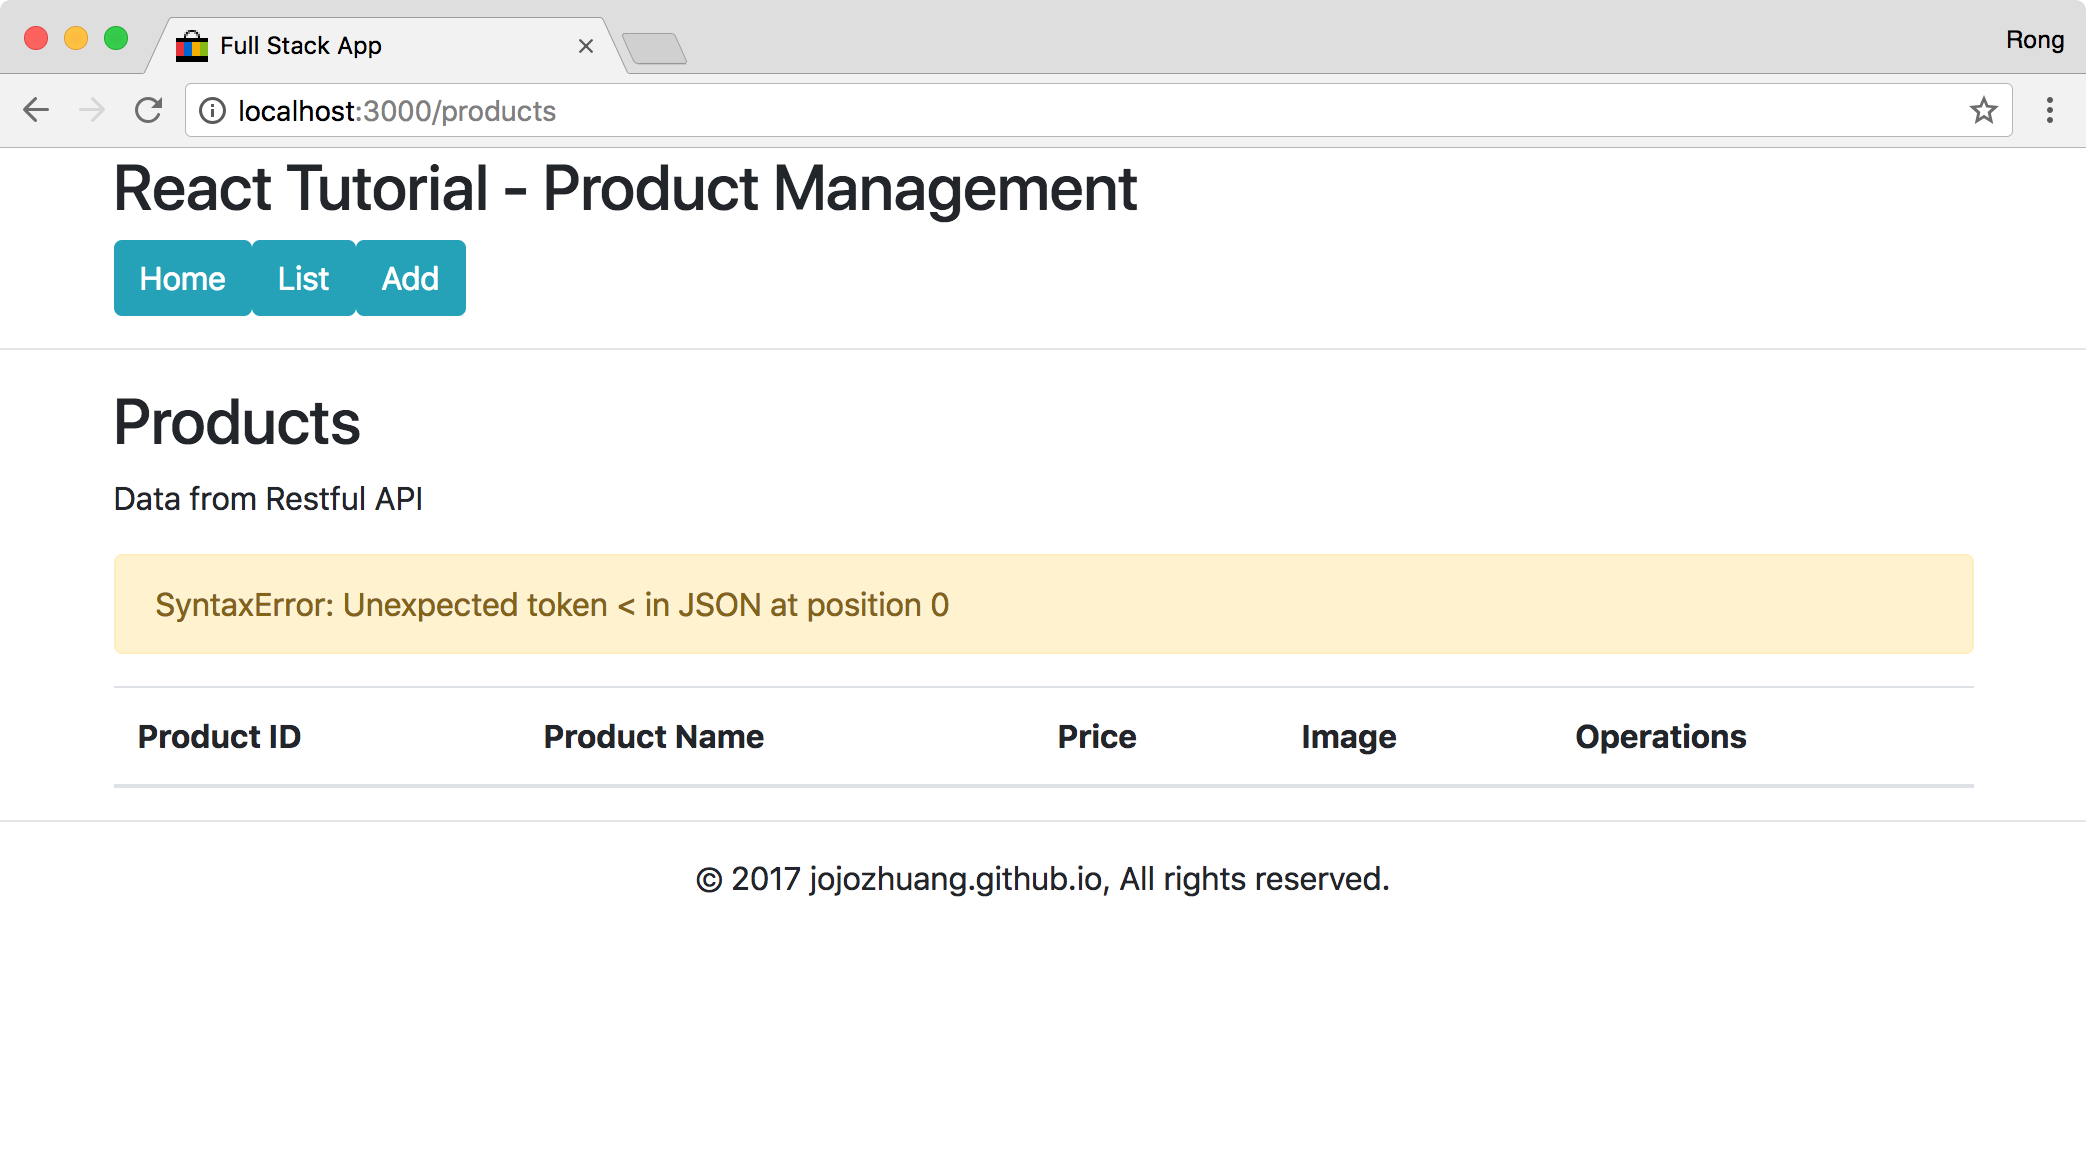 Full Stack App
Rong
localhost:3000/products
React Tutorial - Product Management
Home List Add
Products
Data from Restful API
SyntaxError: Unexpected token < in JSON at position 0
Product ID Product Name Price Image Operations
© 2017 jojozhuang.github.io, All rights reserved.